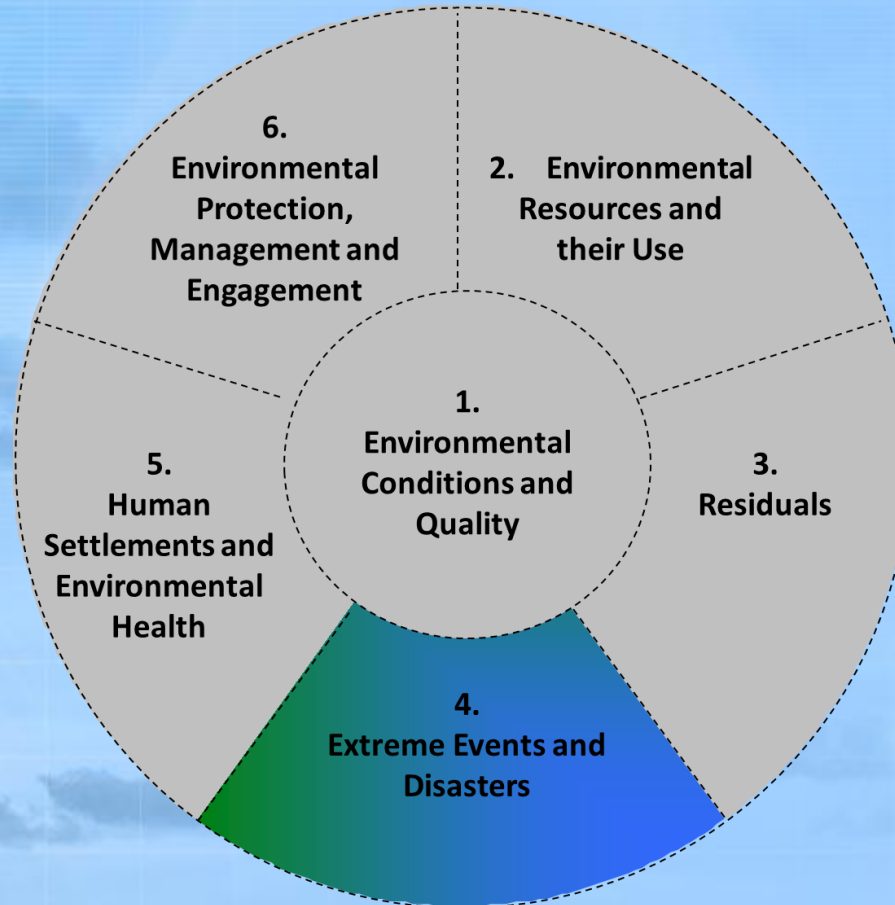 1.
Environmental
Conditions and
Quality
2. Environmental
Resources and
their Use
3.
Residuals
4.
Extreme Events and
Disasters
5.
Human
Settlements and
Environmental
Health
6.
Environmental
Protection,
Management and
Engagement